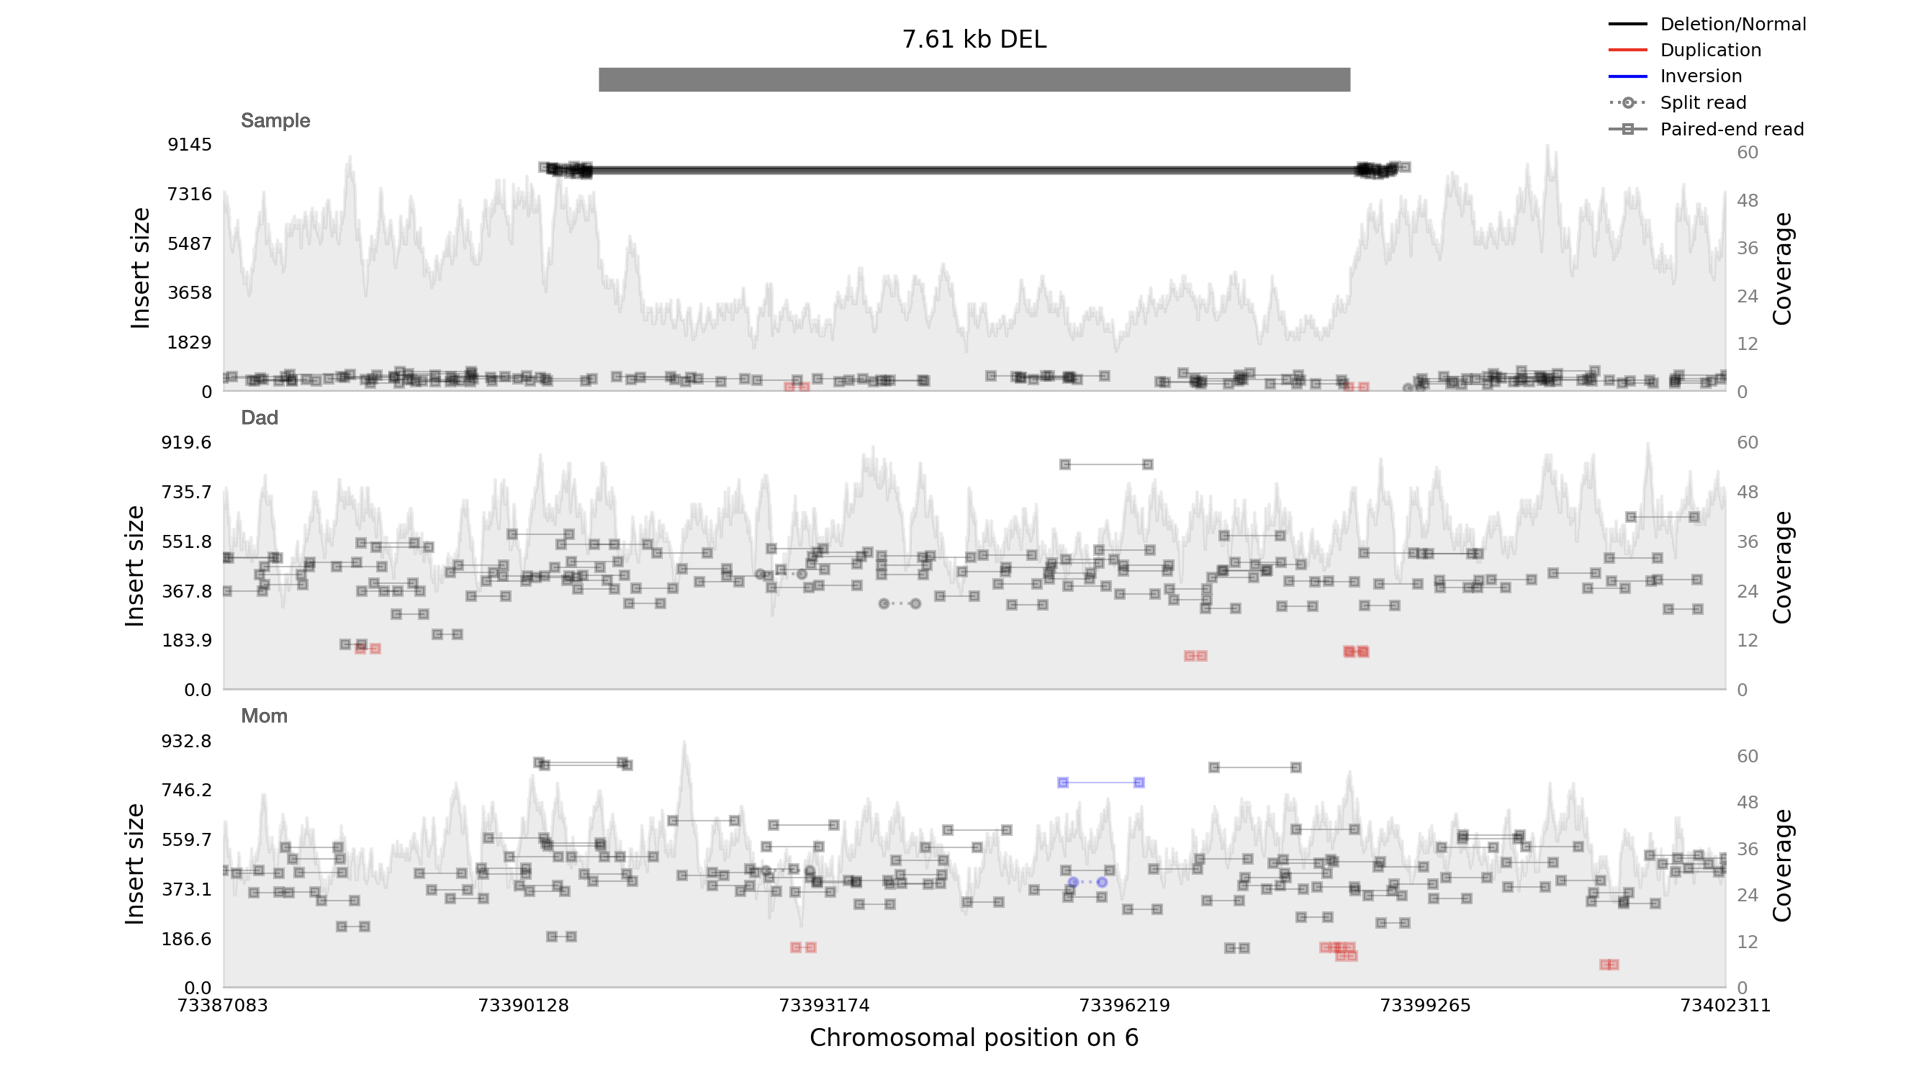 7.61 kb DEL
Deletion/Normal
Duplication
Inversion
Split read
Paired-end read
Sample
9145
7316
5487
3658
1829
0
Insert size
60
48
36
24
12
0
Coverage
Dad
919.6
735.7
551.8
367.8
183.9
0.0
Insert size
60
48
36
24
12
0
Coverage
Mom
932.8
746.2
559.7
373.1
186.6
0.0
Insert size
60
48
36
24
12
0
Coverage
73387083 73390128 73393174 73396219 73399265 73402311
Chromosomal position on 6